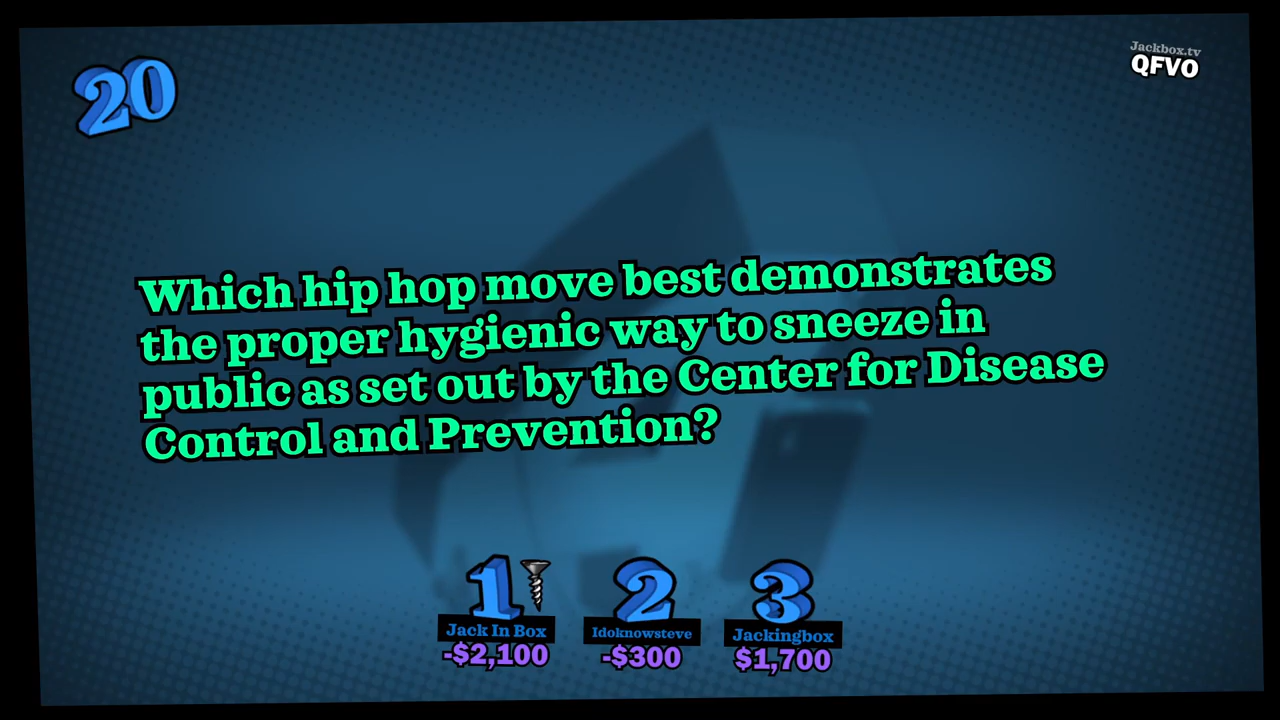 20
Jackbox.tv
QFVO
Which hip hop move best demonstrates
the proper hygienic way to sneeze in
public as set out by the Center for Disease
Control and Prevention?
1 2 3
Jack In Box Idoknowsteve Jackingbox
-$2,100 -$300 $1,700